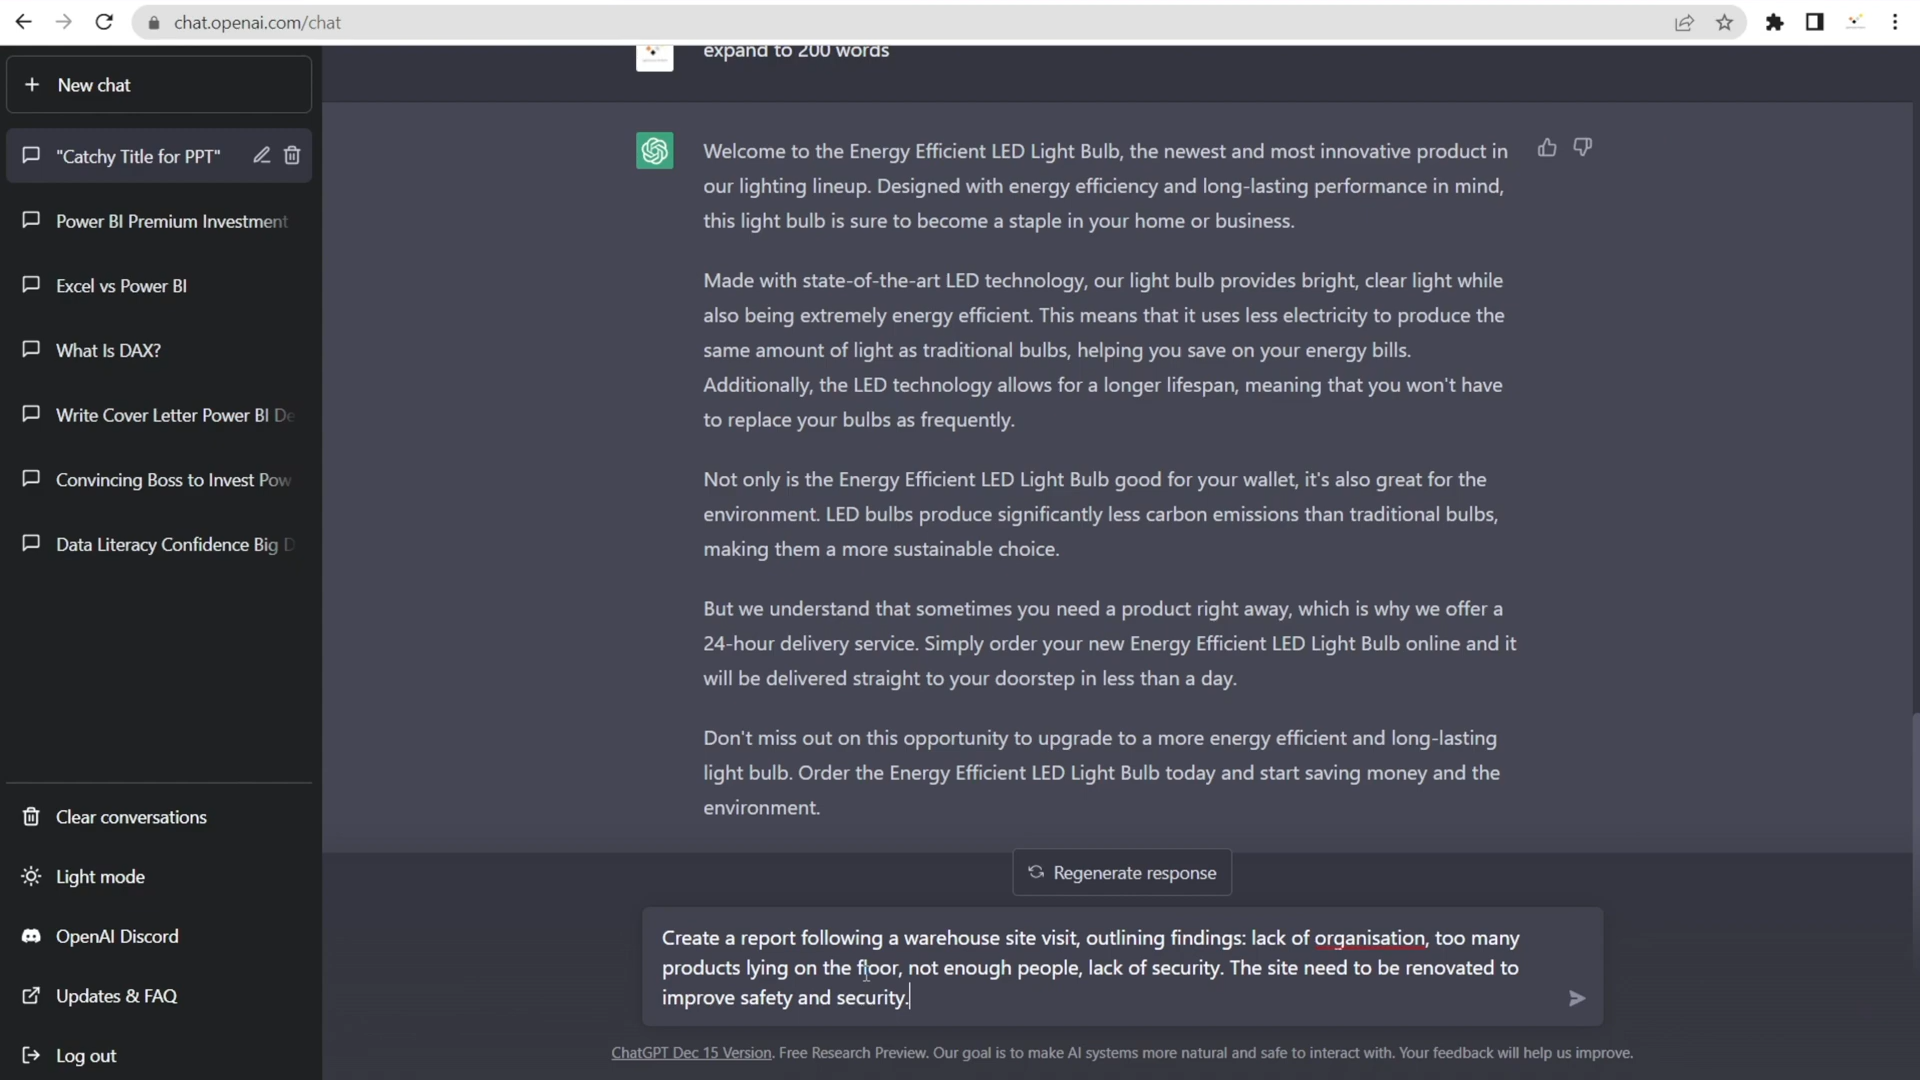 chat.openai.com/chat
New chat
"Catchy Title for PPT"
Power BI Premium Investment
Excel vs Power BI
What Is DAX?
Write Cover Letter Power BI De
Convincing Boss to Invest Pow
Data Literacy Confidence Big D
Clear conversations
Light mode
OpenAI Discord
Updates & FAQ
Log out
expand to 200 words
Welcome to the Energy Efficient LED Light Bulb, the newest and most innovative product in
our lighting lineup. Designed with energy efficiency and long-lasting performance in mind,
this light bulb is sure to become a staple in your home or business.
Made with state-of-the-art LED technology, our light bulb provides bright, clear light while
also being extremely energy efficient. This means that it uses less electricity to produce the
same amount of light as traditional bulbs, helping you save on your energy bills.
Additionally, the LED technology allows for a longer lifespan, meaning that you won't have
to replace your bulbs as frequently.
Not only is the Energy Efficient LED Light Bulb good for your wallet, it's also great for the
environment. LED bulbs produce significantly less carbon emissions than traditional bulbs,
making them a more sustainable choice.
But we understand that sometimes you need a product right away, which is why we offer a
24-hour delivery service. Simply order your new Energy Efficient LED Light Bulb online and it
will be delivered straight to your doorstep in less than a day.
Don't miss out on this opportunity to upgrade to a more energy efficient and long-lasting
light bulb. Order the Energy Efficient LED Light Bulb today and start saving money and the
environment.
Regenerate response
Create a report following a warehouse site visit, outlining findings: lack of organisation, too many
products lying on the floor, not enough people, lack of security. The site need to be renovated to
improve safety and security.
ChatGPT Dec 15 Version. Free Research Preview. Our goal is to make AI systems more natural and safe to interact with. Your feedback will help us improve.